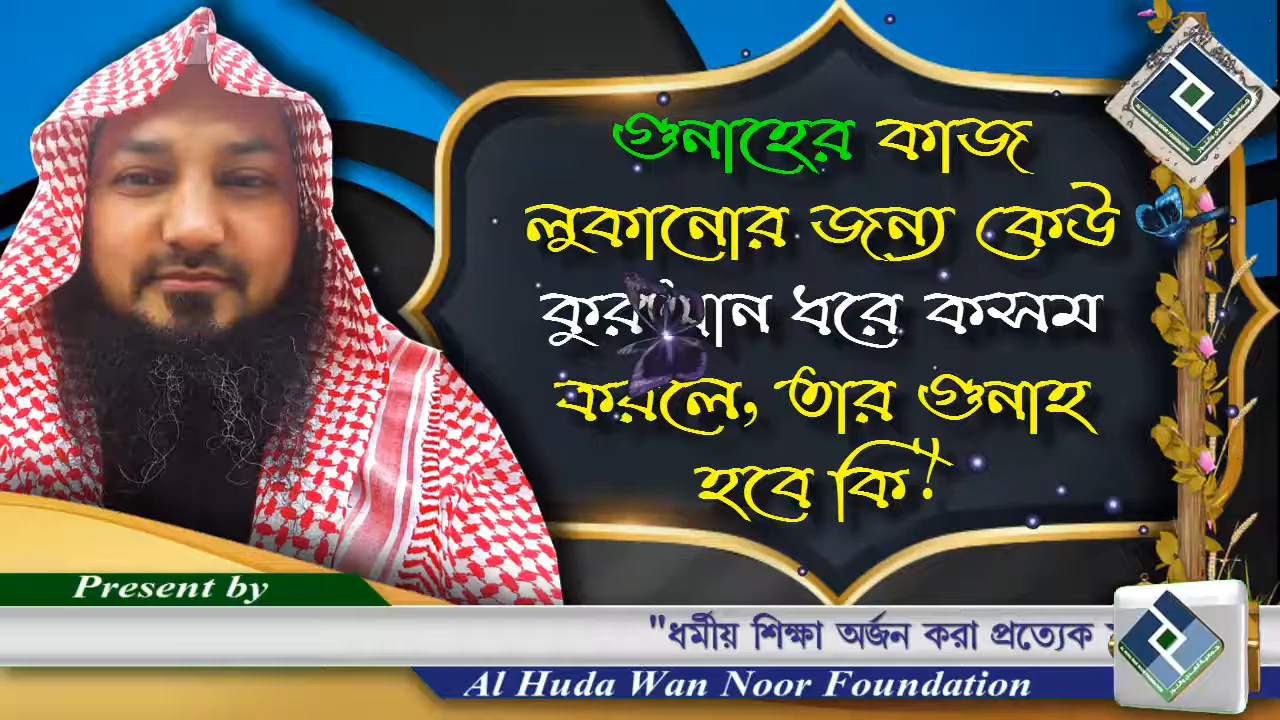 গুনাহের কাজ
লুকানোর জন্য কেউ
কুরআন ধরে কসম
করলে, তার গুনাহ
হবে কি!
Present by
"ধর্মীয় শিক্ষা অর্জন করা প্রত্যেক
Al Huda Wan Noor Foundation